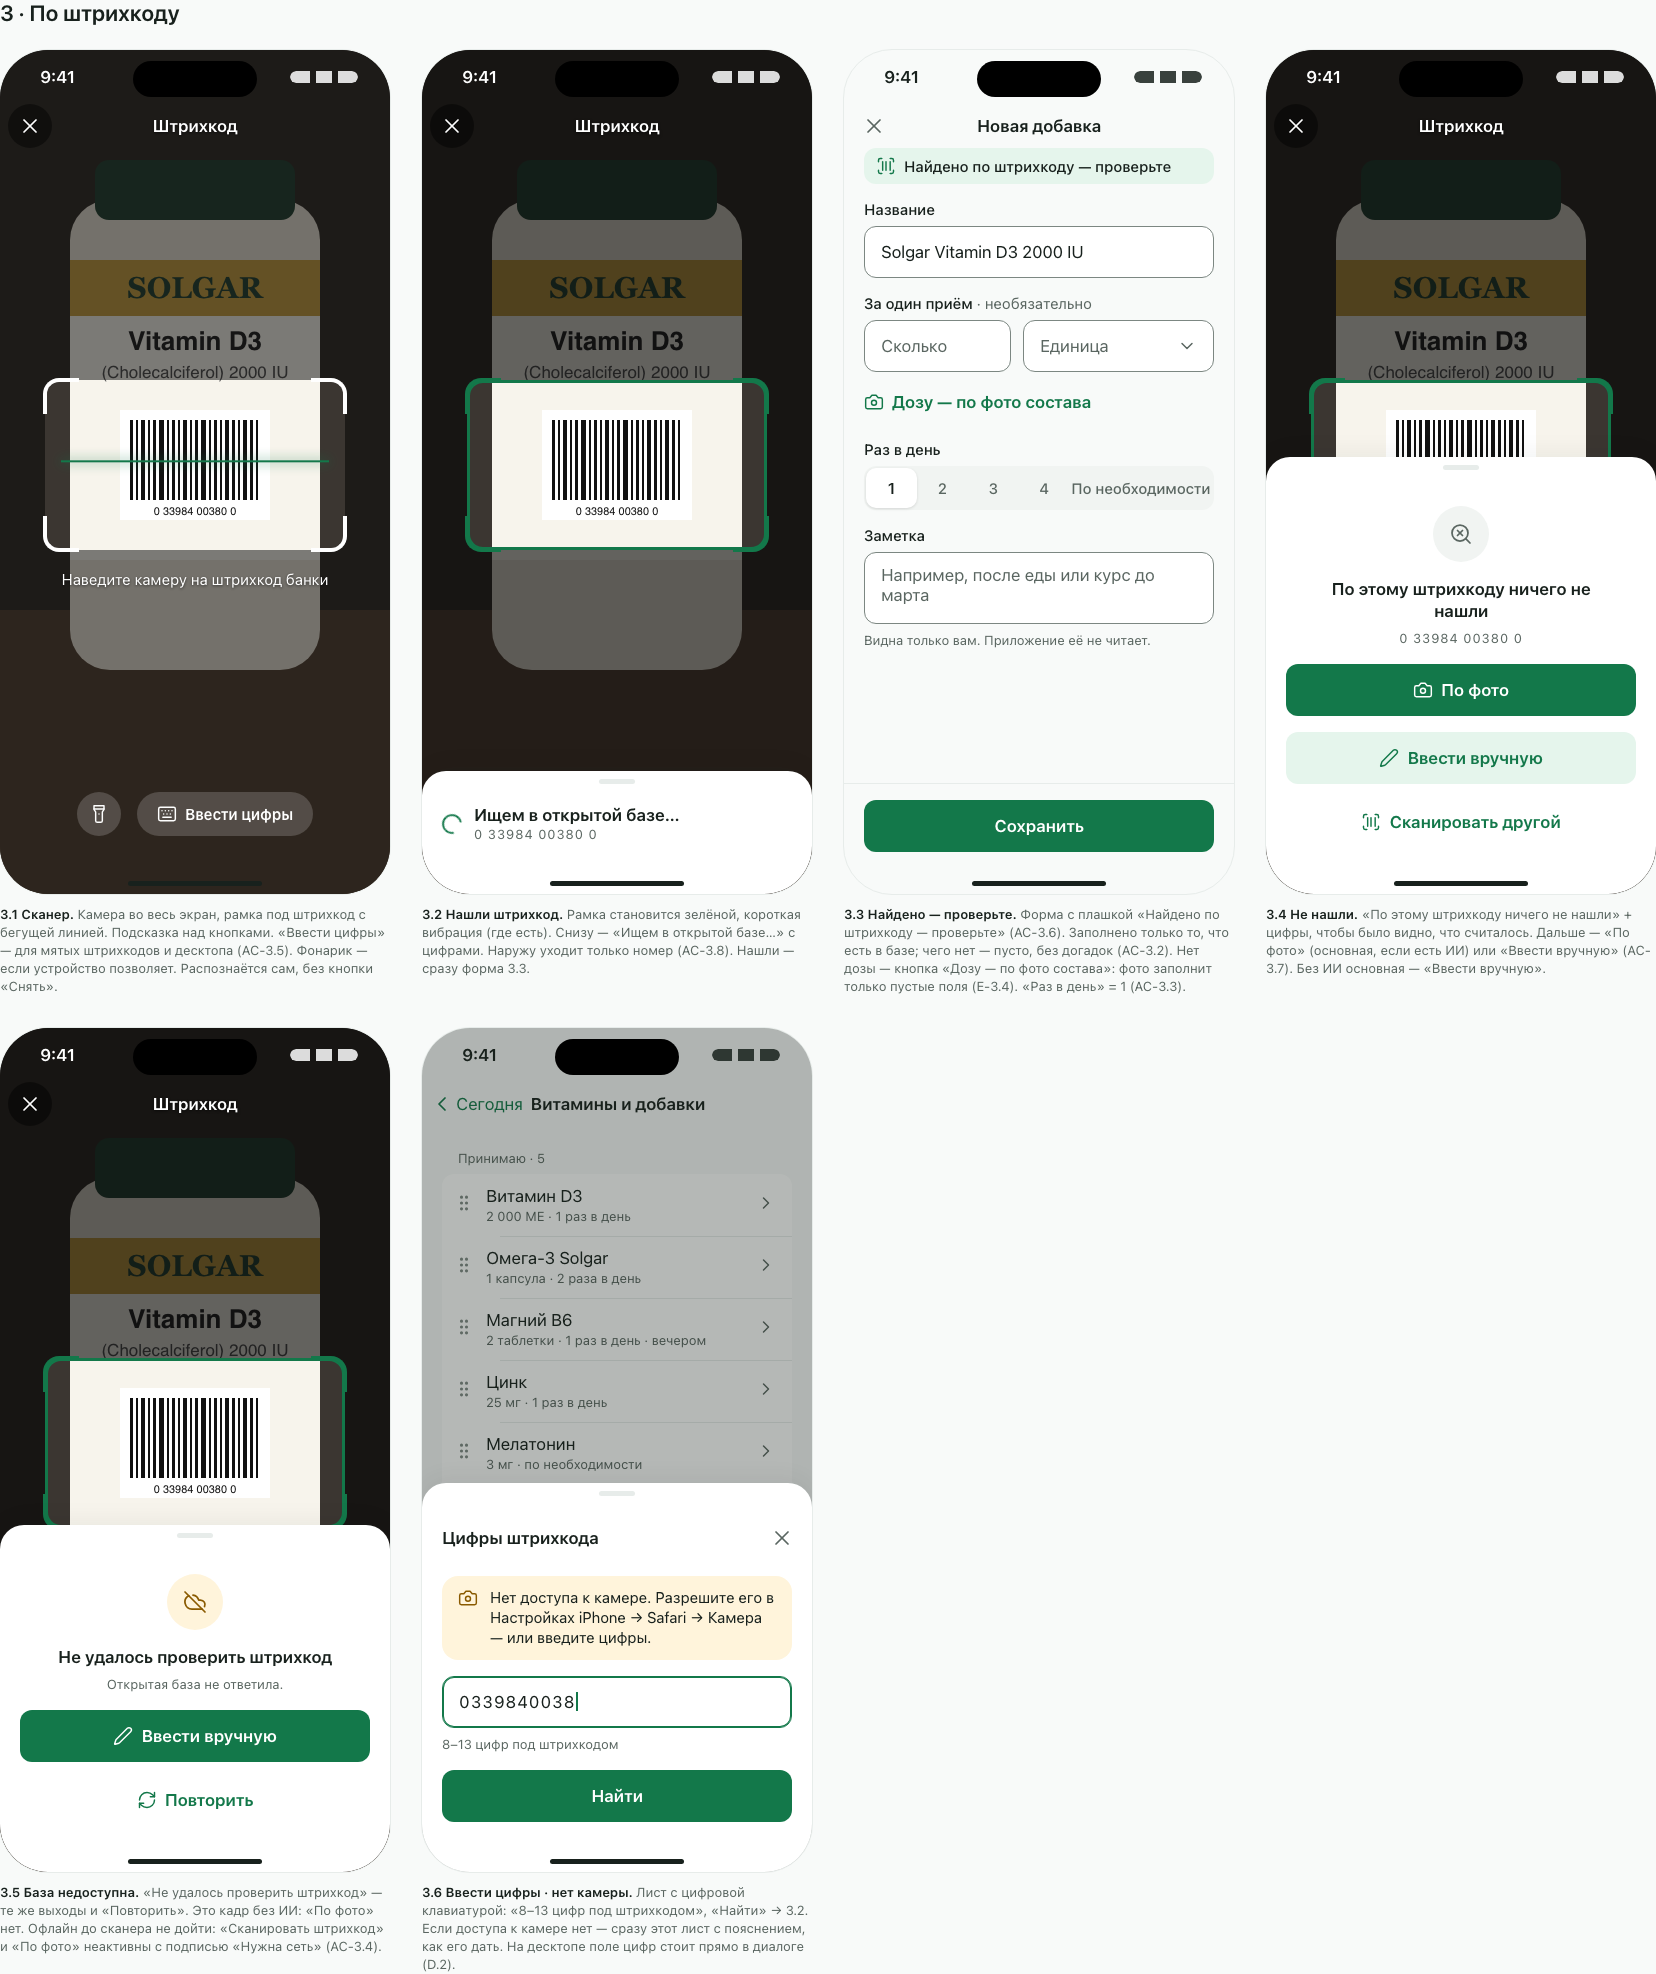 3 · По штрихкоду
9:41
Штрихкод
SOLGAR
Vitamin D3
(Cholecalciferol) 2000 IU
0 33984 00380 0
Наведите камеру на штрихкод банки
Ввести цифры
3.1 Сканер. Камера во весь экран, рамка под штрихкод с
бегущей линией. Подсказка над кнопками. «Ввести цифры»
— для мятых штрихкодов и десктопа (AC-3.5). Фонарик —
если устройство позволяет. Распознаётся сам, без кнопки
«Снять».
9:41
Штрихкод
SOLGAR
Vitamin D3
(Cholecalciferol) 2000 IU
0 33984 00380 0
Ищем в открытой базе…
0 33984 00380 0
3.2 Нашли штрихкод. Рамка становится зелёной, короткая
вибрация (где есть). Снизу — «Ищем в открытой базе…» с
цифрами. Наружу уходит только номер (AC-3.8). Нашли —
сразу форма 3.3.
9:41
Новая добавка
Найдено по штрихкоду — проверьте
Название
Solgar Vitamin D3 2000 IU
За один приём · необязательно
Сколько
Единица
Дозу — по фото состава
Раз в день
1 2 3 4 По необходимости
Заметка
Например, после еды или курс до
марта
Видна только вам. Приложение её не читает.
Сохранить
3.3 Найдено — проверьте. Форма с плашкой «Найдено по
штрихкоду — проверьте» (AC-3.6). Заполнено только то, что
есть в базе; чего нет — пусто, без догадок (AC-3.2). Нет
дозы — кнопка «Дозу — по фото состава»: фото заполнит
только пустые поля (E-3.4). «Раз в день» = 1 (AC-3.3).
9:41
Штрихкод
SOLGAR
Vitamin D3
(Cholecalciferol) 2000 IU
По этому штрихкоду ничего не
нашли
0 33984 00380 0
По фото
Ввести вручную
Сканировать другой
3.4 Не нашли. «По этому штрихкоду ничего не нашли» +
цифры, чтобы было видно, что считалось. Дальше — «По
фото» (основная, если есть ИИ) или «Ввести вручную» (AC-
3.7). Без ИИ основная — «Ввести вручную».
9:41
Штрихкод
SOLGAR
Vitamin D3
(Cholecalciferol) 2000 IU
0 33984 00380 0
Не удалось проверить штрихкод
Открытая база не ответила.
Ввести вручную
Повторить
3.5 База недоступна. «Не удалось проверить штрихкод» —
те же выходы и «Повторить». Это кадр без ИИ: «По фото»
нет. Офлайн до сканера не дойти: «Сканировать штрихкод»
и «По фото» неактивны с подписью «Нужна сеть» (AC-3.4).
9:41
Сегодня Витамины и добавки
Принимаю · 5
Витамин D3
2 000 МЕ · 1 раз в день
Омега-3 Solgar
1 капсула · 2 раза в день
Магний B6
2 таблетки · 1 раз в день · вечером
Цинк
25 мг · 1 раз в день
Мелатонин
3 мг · по необходимости
Цифры штрихкода
Нет доступа к камере. Разрешите его в
Настройках iPhone → Safari → Камера
— или введите цифры.
0339840038
8–13 цифр под штрихкодом
Найти
3.6 Ввести цифры · нет камеры. Лист с цифровой
клавиатурой: «8–13 цифр под штрихкодом», «Найти» → 3.2.
Если доступа к камере нет — сразу этот лист с пояснением,
как его дать. На десктопе поле цифр стоит прямо в диалоге
(D.2).